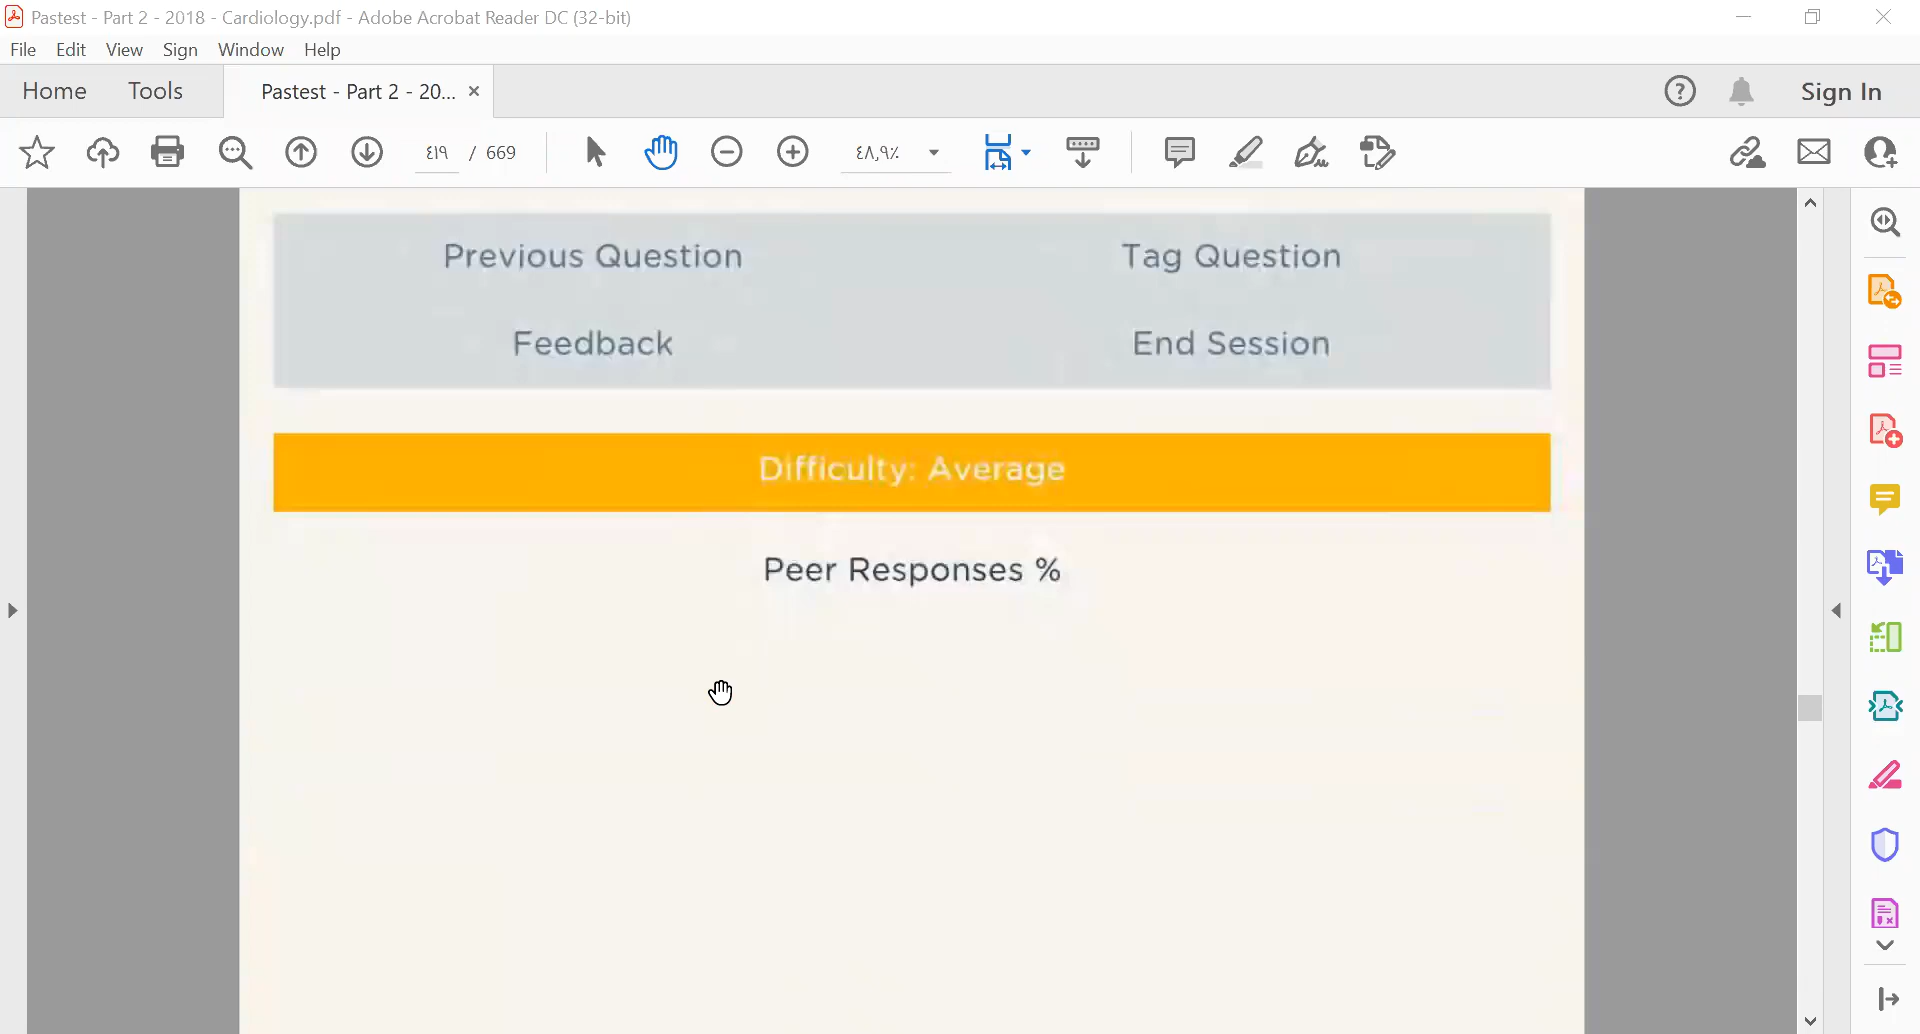 Pastest - Part 2 - 2018 - Cardiology.pdf - Adobe Acrobat Reader DC (32-bit)
File Edit View Sign Window Help
Home Tools Pastest - Part 2 - 20... × Sign In
٤١٩ / 669 ٤٨,٩٪
Previous Question Tag Question
Feedback End Session
Difficulty: Average
Peer Responses %